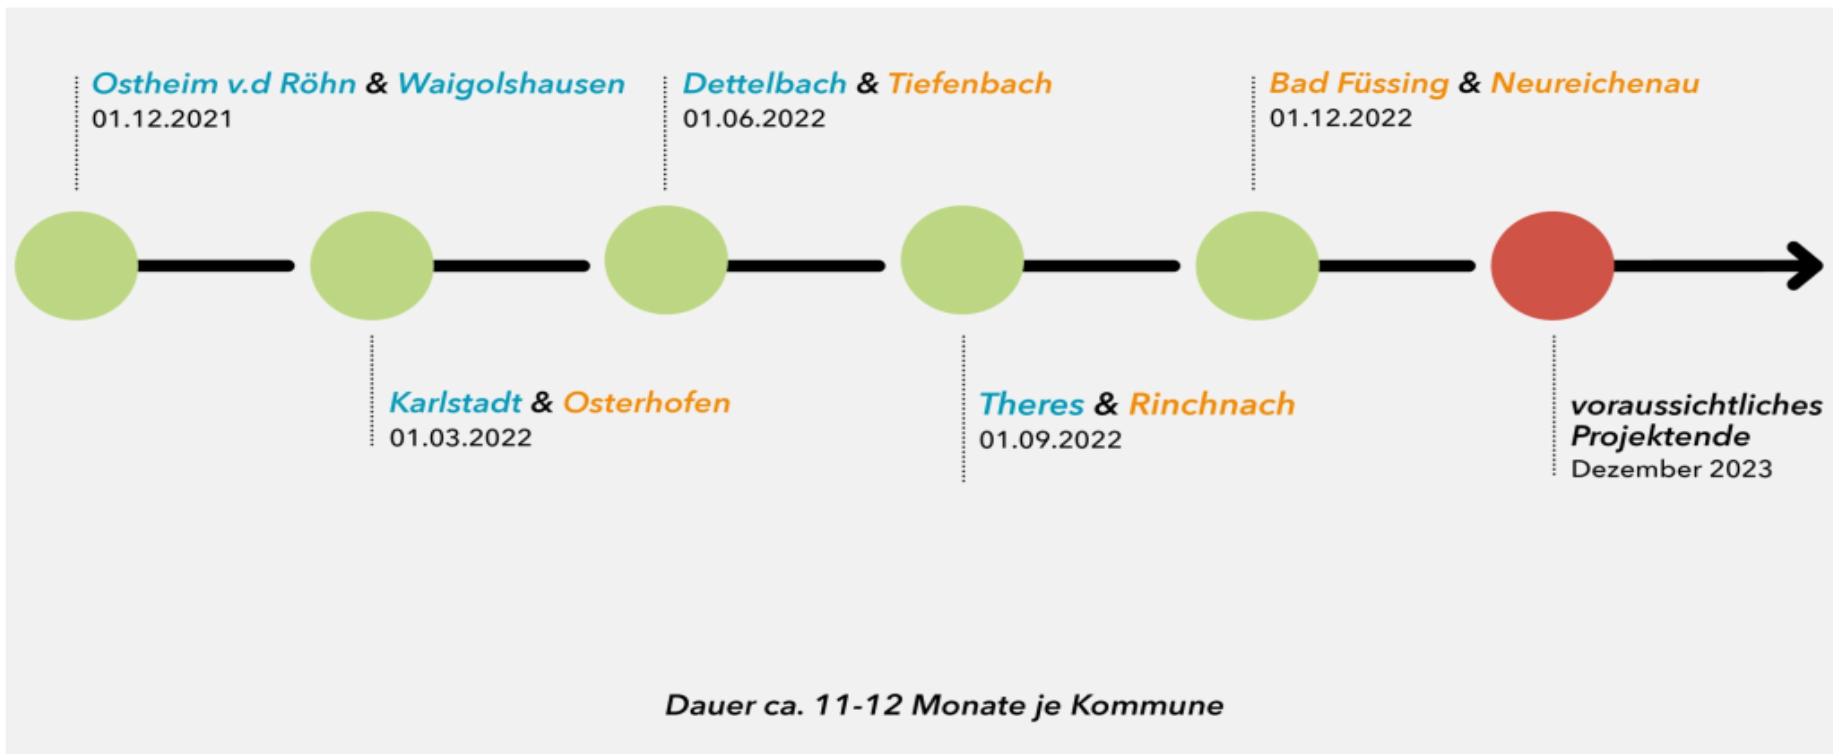 Ostheim v.d Röhn & Waigolshausen
01.12.2021
Karlstadt & Osterhofen
01.03.2022
Dettelbach & Tiefenbach
01.06.2022
Theres & Rinchnach
01.09.2022
Bad Füssing & Neureichenau
01.12.2022
voraussichtliches
Projektende
Dezember 2023
Dauer ca. 11-12 Monate je Kommune